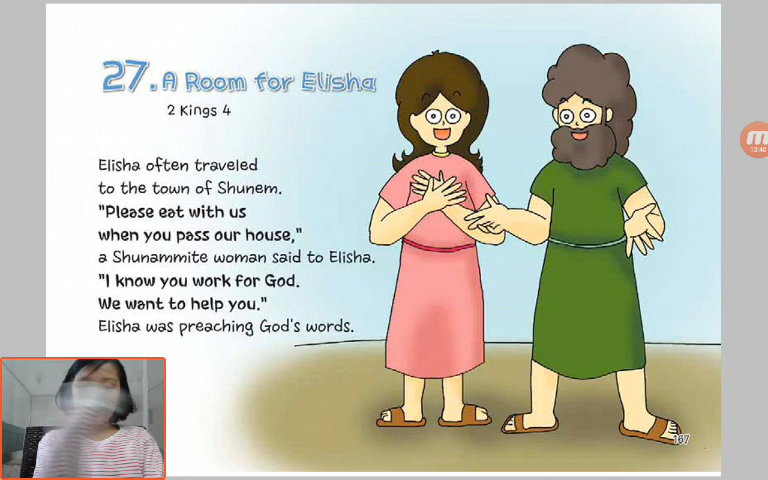 27. A Room for Elisha
2 Kings 4
Elisha often traveled
to the town of Shunem.
"Please eat with us
when you pass our house,"
a Shunammite woman said to Elisha.
"I know you work for God.
We want to help you."
Elisha was preaching God's words.
167
13:40